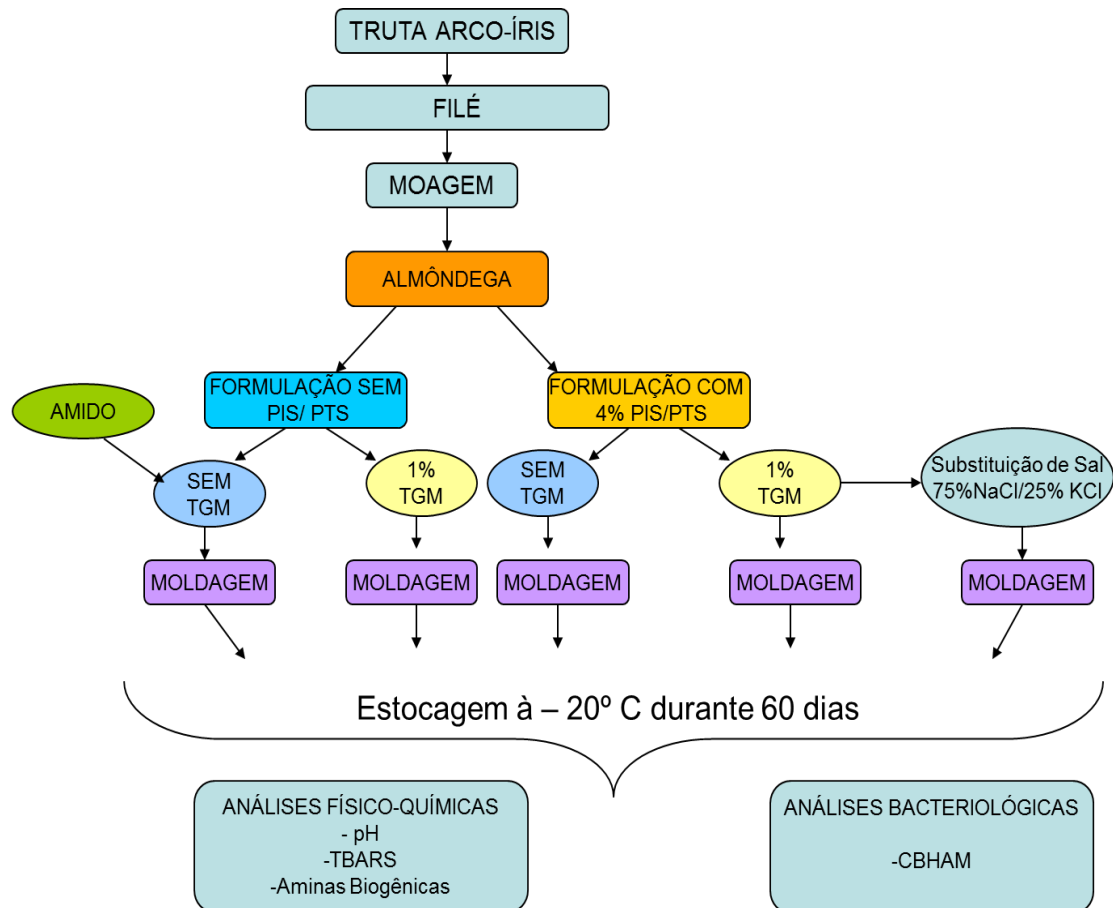 TRUTA ARCO-ÍRIS
FILÉ
MOAGEM
ALMÔNDEGA
FORMULAÇÃO SEM
PIS/ PTS
FORMULAÇÃO COM
4% PIS/PTS
AMIDO
SEM
TGM
1%
TGM
SEM
TGM
1%
TGM
Substituição de Sal
75%NaCl/25% KCl
MOLDAGEM
MOLDAGEM
MOLDAGEM
MOLDAGEM
MOLDAGEM
Estocagem à – 20º C durante 60 dias
ANÁLISES FÍSICO-QUÍMICAS
- pH
-TBARS
-Aminas Biogênicas
ANÁLISES BACTERIOLÓGICAS
-CBHAM